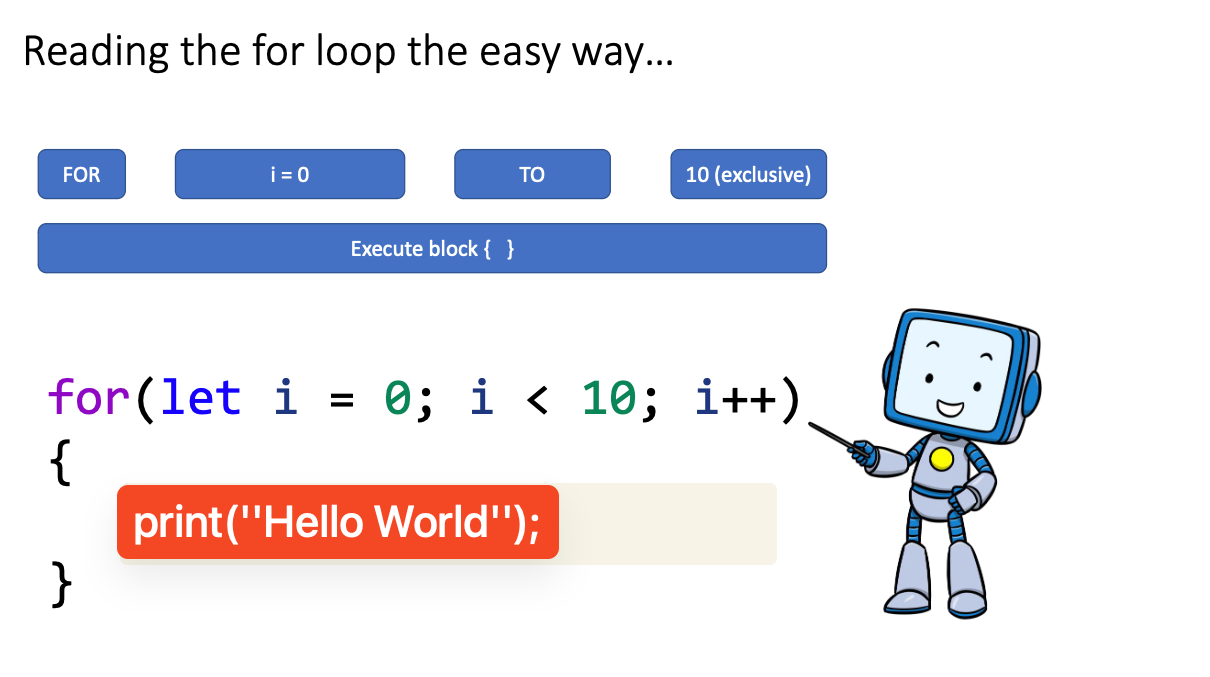 Reading the for loop the easy way…
FOR i = 0 TO 10 (exclusive)
Execute block { }
for(let i = 0; i < 10; i++)
{
print(''Hello World'');
}